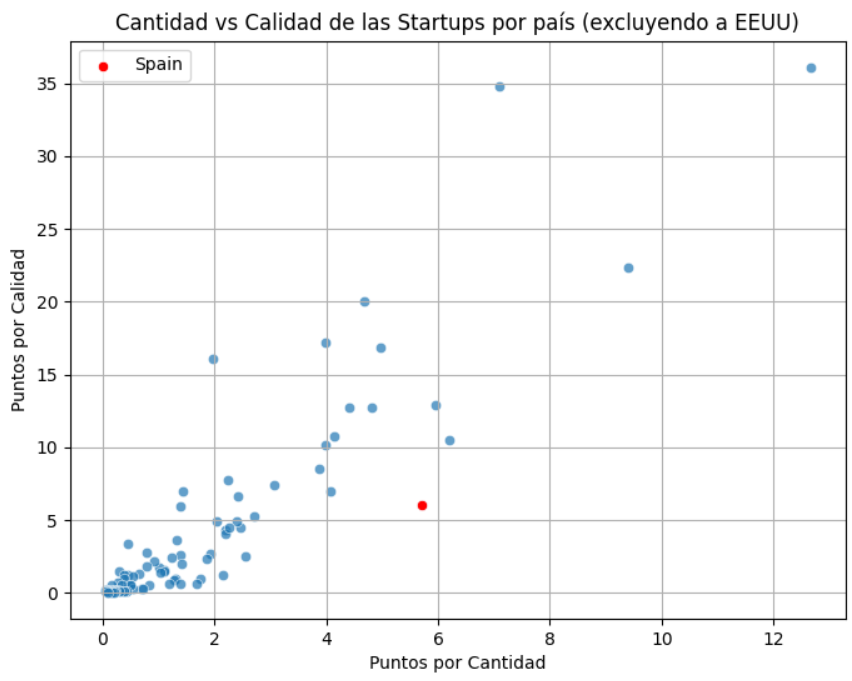 Cantidad vs Calidad de las Startups por país (excluyendo a EEUU)
Spain
35
30
25
20
15
10
5
0
Puntos por Calidad
0 2 4 6 8 10 12
Puntos por Cantidad